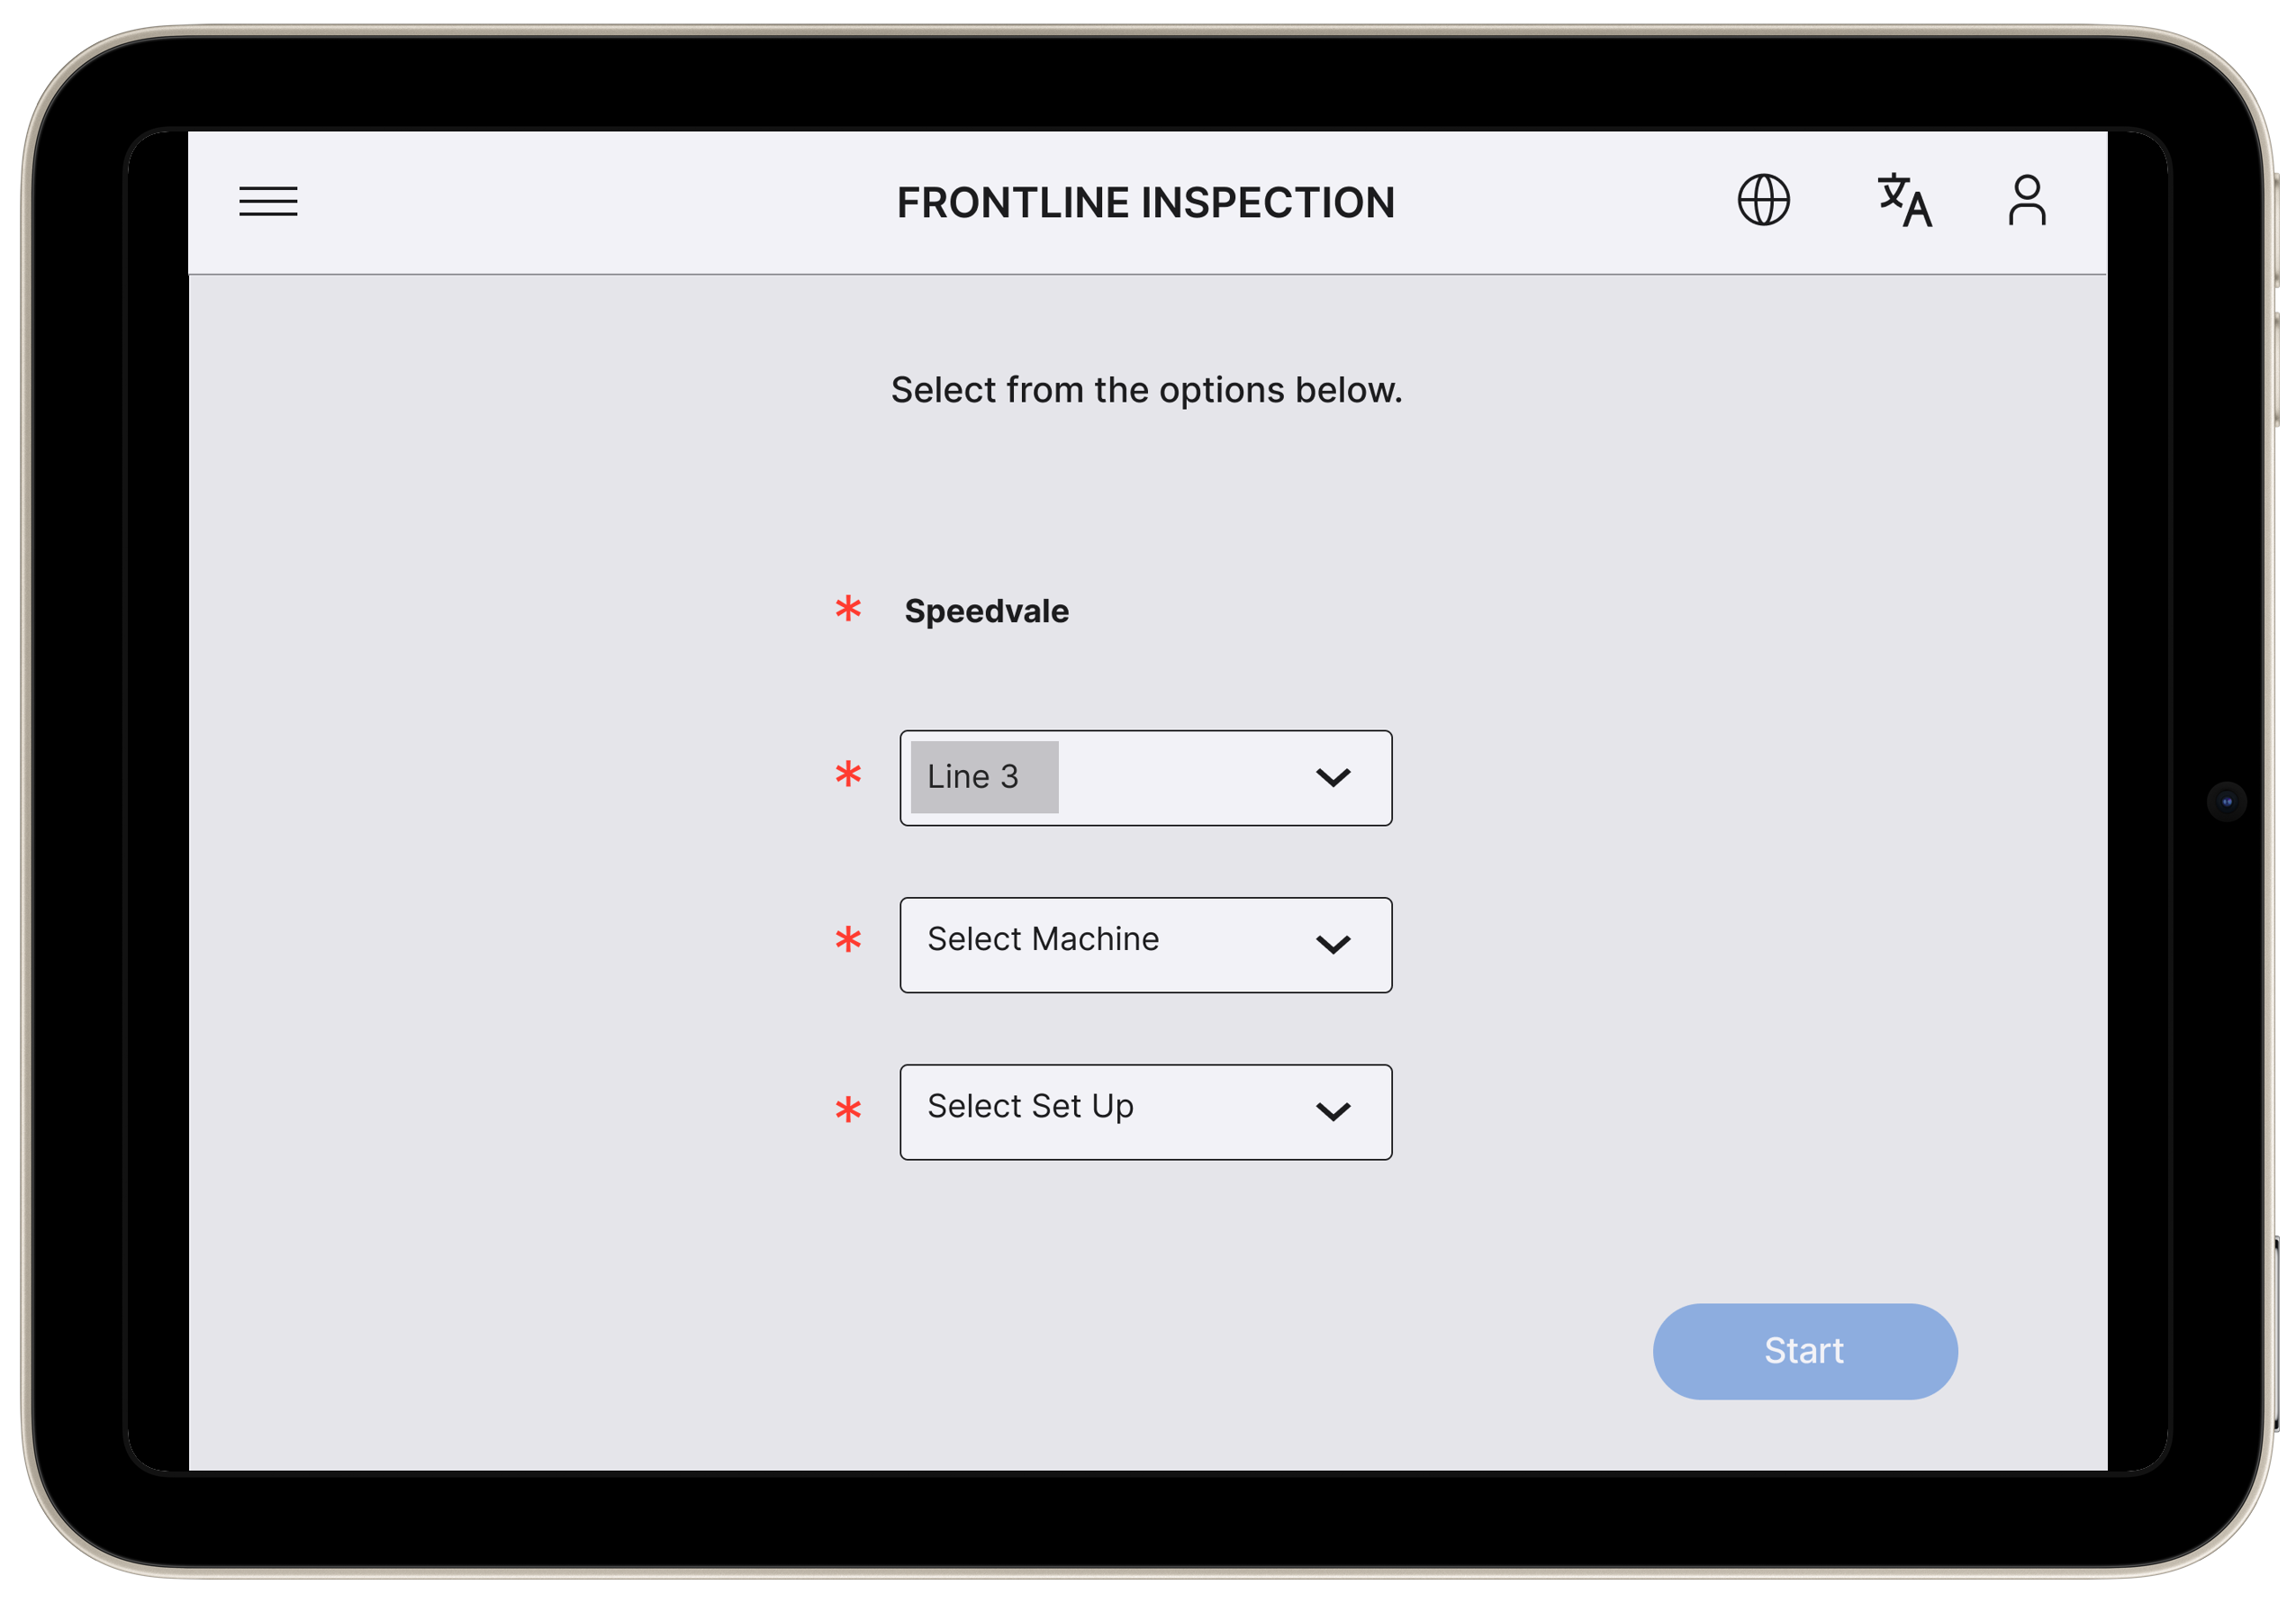 FRONTLINE INSPECTION
Select from the options below.
* Speedvale
* Line 3
* Select Machine
* Select Set Up
Start